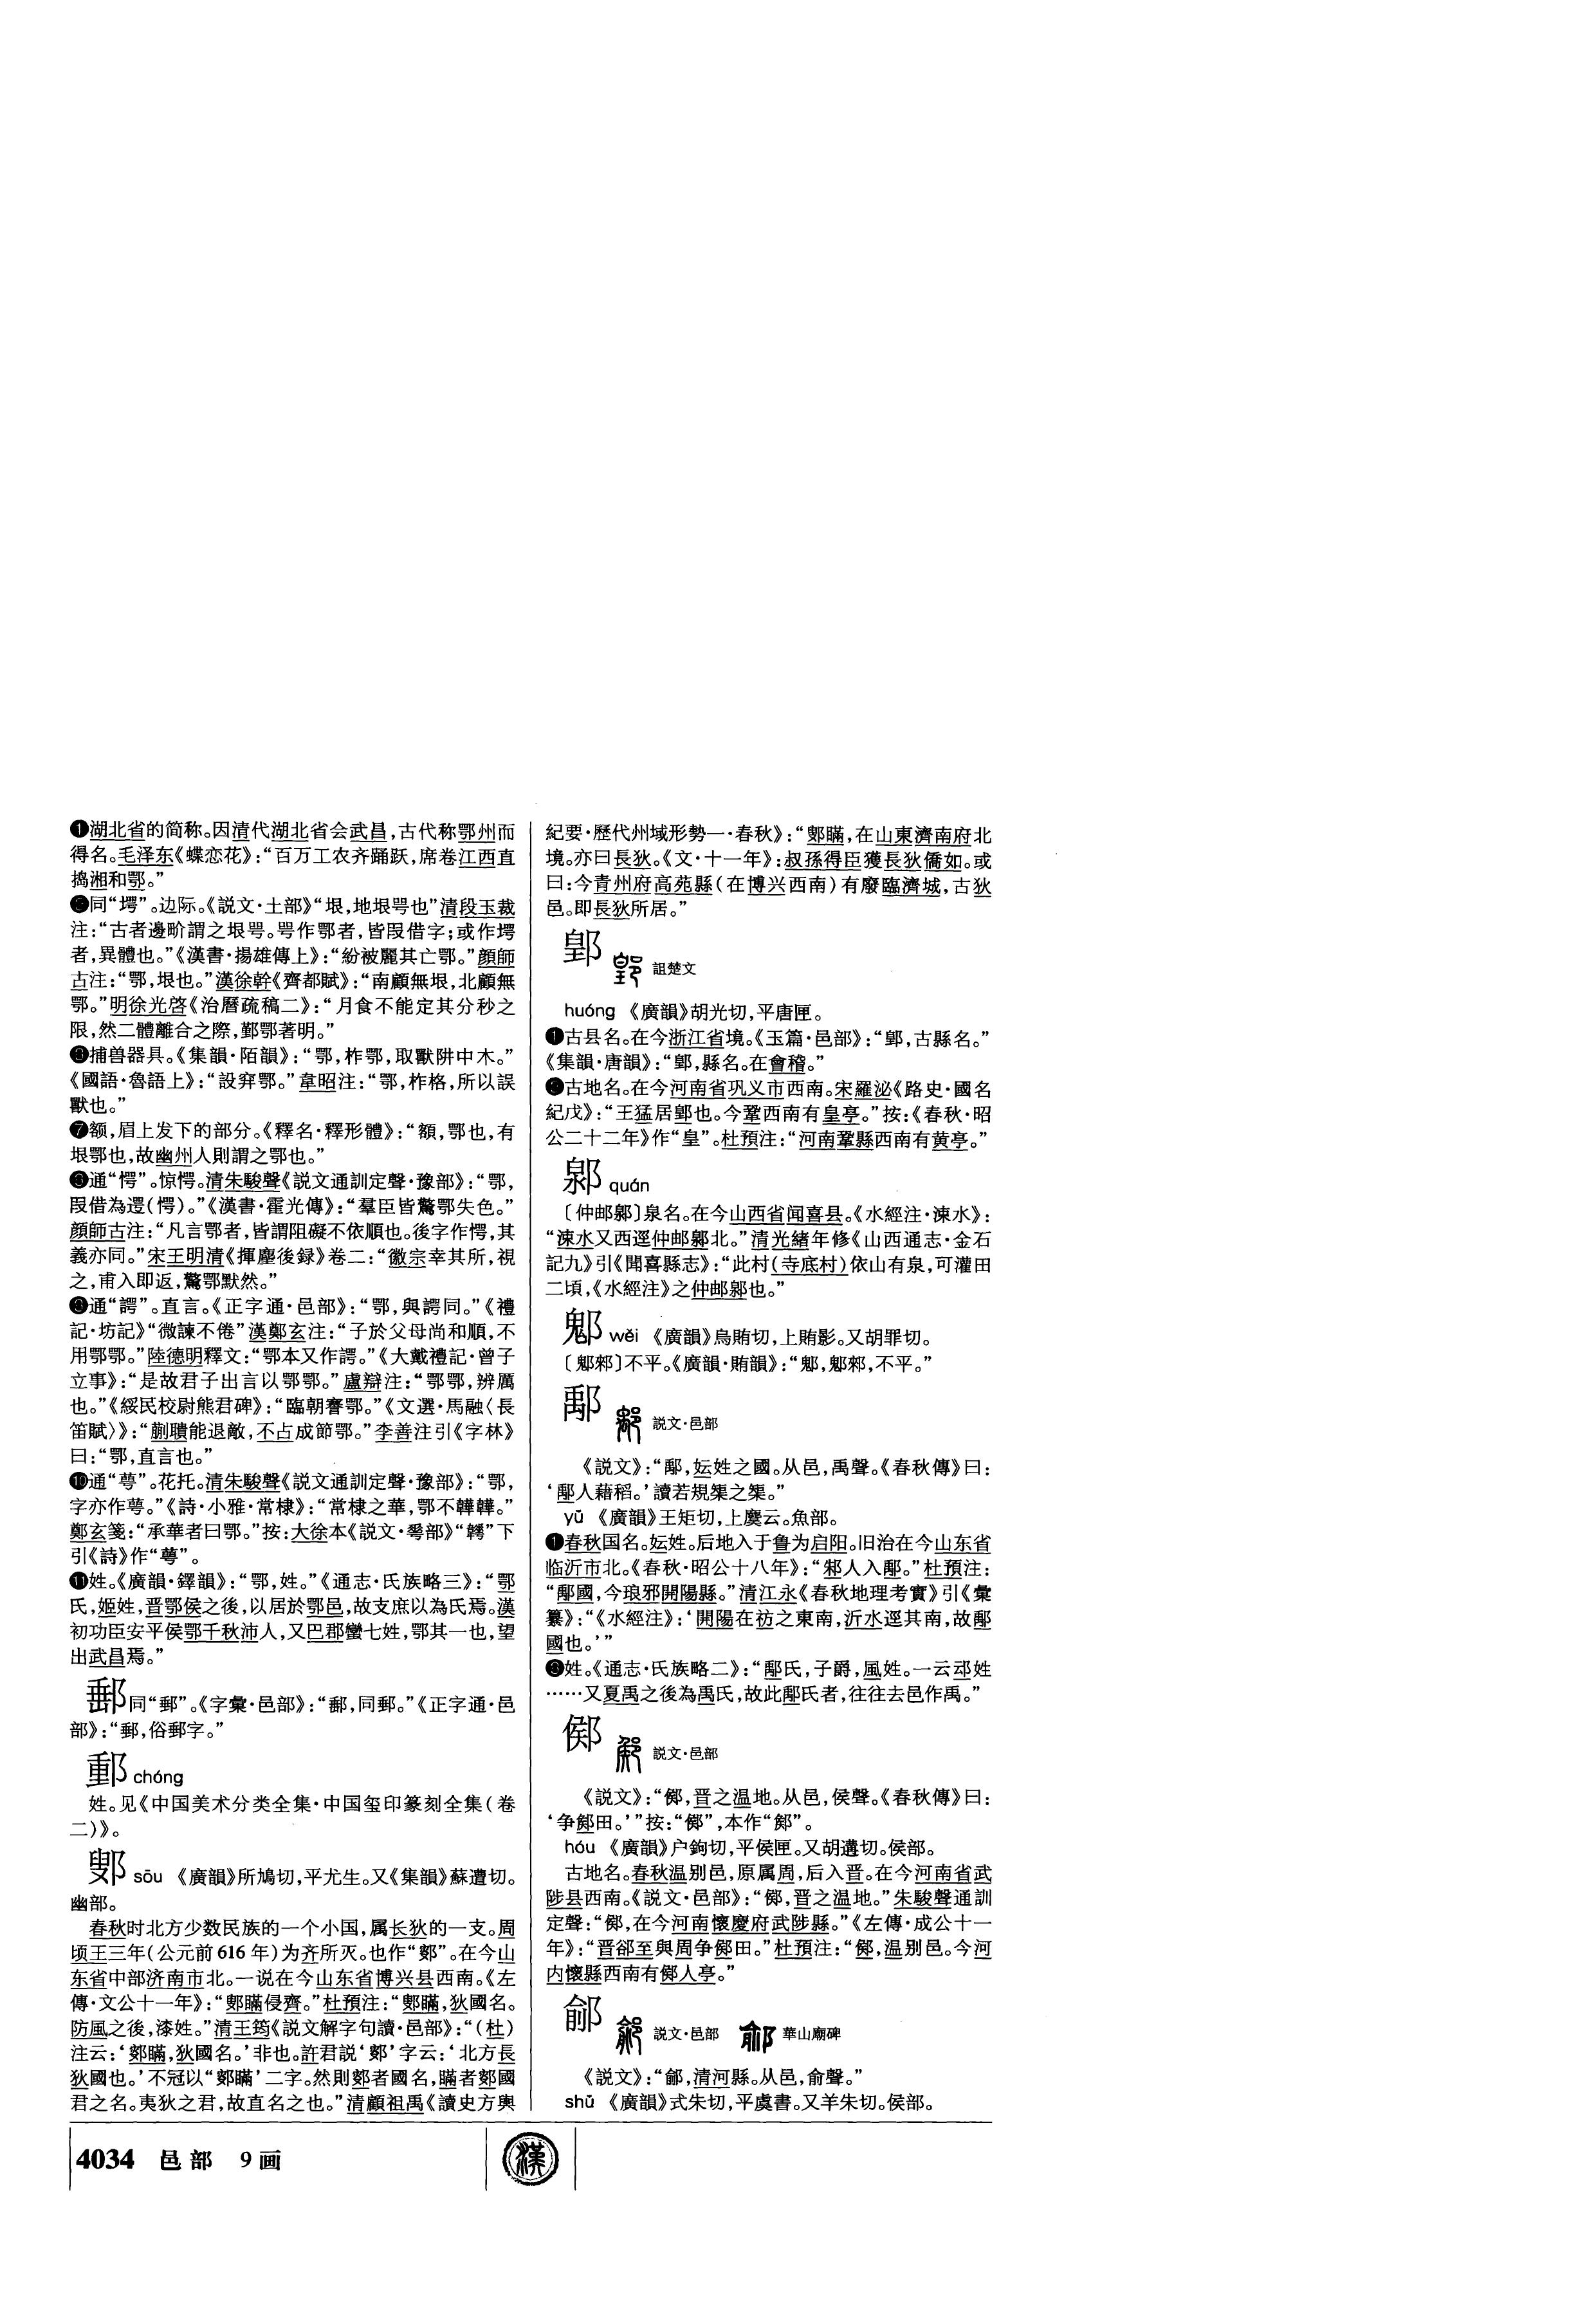 ❹湖北省的简称。因清代湖北省会武昌,古代称鄂州而
得名。毛泽东《蝶恋花》:“百万工农齐踊跃,席卷江西直
捣湘和鄂。”
❺同“堮”。边际。《説文·土部》“垠,地垠咢也”清段玉裁
注:“古者邊畍謂之垠咢。咢作鄂者,皆叚借字;或作堮
者,異體也。”《漢書·揚雄傳上》:“紛被麗其亡鄂。”顔師
古注:“鄂,垠也。”漢徐幹《齊都賦》:“南顧無垠,北顧無
鄂。”明徐光啓《治曆疏稿二》:“月食不能定其分秒之
限,然二體離合之際,鄞鄂著明。”
❻捕兽器具。《集韻·陌韻》:“鄂,柞鄂,取獸阱中木。”
《國語·魯語上》:“設穽鄂。”韋昭注:“鄂,柞格,所以誤
獸也。”
❼额,眉上发下的部分。《釋名·釋形體》:“額,鄂也,有
垠鄂也,故幽州人則謂之鄂也。”
❽通“愕”。惊愕。清朱駿聲《説文通訓定聲·豫部》:“鄂,
叚借為遌(愕)。”《漢書·霍光傳》:“羣臣皆驚鄂失色。”
顔師古注:“凡言鄂者,皆謂阻礙不依順也。後字作愕,其
義亦同。”宋王明清《揮麈後録》卷二:“徽宗幸其所,視
之,甫入即返,驚鄂默然。”
❾通“諤”。直言。《正字通·邑部》:“鄂,與諤同。”《禮
記·坊記》“微諫不倦”漢鄭玄注:“子於父母尚和順,不
用鄂鄂。”陸德明釋文:“鄂本又作諤。”《大戴禮記·曾子
立事》:“是故君子出言以鄂鄂。”盧辯注:“鄂鄂,辨厲
也。”《綏民校尉熊君碑》:“臨朝謇鄂。”《文選·馬融〈長
笛賦〉》:“蒯聵能退敵,不占成節鄂。”李善注引《字林》
曰:“鄂,直言也。”
❿通“萼”。花托。清朱駿聲《説文通訓定聲·豫部》:“鄂,
字亦作萼。”《詩·小雅·常棣》:“常棣之華,鄂不韡韡。”
鄭玄箋:“承華者曰鄂。”按:大徐本《説文·𠌶部》“韡”下
引《詩》作“萼”。
⓫姓。《廣韻·鐸韻》:“鄂,姓。”《通志·氏族略三》:“鄂
氏,姬姓,晋鄂侯之後,以居於鄂邑,故支庶以為氏焉。漢
初功臣安平侯鄂千秋沛人,又巴郡蠻七姓,鄂其一也,望
出武昌焉。”
同“郵”。《字彙·邑部》:“,同郵。”《正字通·邑
部》:“,俗郵字。”
chóng
姓。见《中国美术分类全集·中国玺印篆刻全集(卷
二)》。
鄋 sōu 《廣韻》所鳩切,平尤生。又《集韻》蘇遭切。
幽部。
春秋时北方少数民族的一个小国,属长狄的一支。周
顷王三年(公元前616年)为齐所灭。也作“鄋”。在今山
东省中部济南市北。一说在今山东省博兴县西南。《左
傳·文公十一年》:“鄋瞞侵齊。”杜預注:“鄋瞞,狄國名。
防風之後,漆姓。”清王筠《説文解字句讀·邑部》:“(杜)
注云:‘鄋瞞,狄國名。’非也。許君説‘鄋’字云:‘北方長
狄國也。’不冠以“鄋瞞’二字。然則鄋者國名,瞞者鄋國
君之名。夷狄之君,故直名之也。”清顧祖禹《讀史方輿
紀要·歷代州域形勢一·春秋》:“鄋瞞,在山東濟南府北
境。亦曰長狄。《文·十一年》:叔孫得臣獲長狄僑如。或
曰:今青州府高苑縣(在博兴西南)有廢臨濟城,古狄
邑。即長狄所居。”
鄓 詛楚文
huáng 《廣韻》胡光切,平唐匣。
❶古县名。在今浙江省境。《玉篇·邑部》:“鄓,古縣名。”
《集韻·唐韻》:“鄓,縣名。在會稽。”
❷古地名。在今河南省巩义市西南。宋羅泌《路史·國名
紀戊》:“王猛居鄓也。今鞏西南有皇亭。”按:《春秋·昭
公二十二年》作“皇”。杜預注:“河南鞏縣西南有黄亭。”
quán
〔仲邮〕泉名。在今山西省闻喜县。《水經注·涑水》:
“涑水又西逕仲邮北。”清光緒年修《山西通志·金石
記九》引《聞喜縣志》:“此村(寺底村)依山有泉,可灌田
二頃,《水經注》之仲邮也。”
wěi 《廣韻》烏賄切,上賄影。又胡罪切。
〔〕不平。《廣韻·賄韻》:“,,不平。”
鄅 説文·邑部
《説文》:“鄅,妘姓之國。从邑,禹聲。《春秋傳》曰:
‘鄅人藉稻。’讀若規榘之榘。”
yǔ 《廣韻》王矩切,上麌云。魚部。
❶春秋国名。妘姓。后地入于鲁为启阳。旧治在今山东省
临沂市北。《春秋·昭公十八年》:“邾人入鄅。”杜預注:
“鄅國,今琅邪開陽縣。”清江永《春秋地理考實》引《彙
纂》:“《水經注》:‘開陽在祊之東南,沂水逕其南,故鄅
國也。’”
❷姓。《通志·氏族略二》:“鄅氏,子爵,風姓。一云邧姓
……又夏禹之後為禹氏,故此鄅氏者,往往去邑作禹。”
鄇 説文·邑部
《説文》:“鄇,晋之温地。从邑,侯聲。《春秋傳》曰:
‘争鄇田。’”按:“鄇”,本作“”。
hóu 《廣韻》户鉤切,平侯匣。又胡遘切。侯部。
古地名。春秋温别邑,原属周,后入晋。在今河南省武
陟县西南。《説文·邑部》:“鄇,晋之温地。”朱駿聲通訓
定聲:“鄇,在今河南懷慶府武陟縣。”《左傳·成公十一
年》:“晋郤至與周争鄇田。”杜預注:“鄇,温别邑。今河
内懷縣西南有鄇人亭。”
鄃 説文·邑部 華山廟碑
《説文》:“鄃,清河縣。从邑,俞聲。”
shū 《廣韻》式朱切,平虞書。又羊朱切。侯部。
4034 邑部 9画
漢